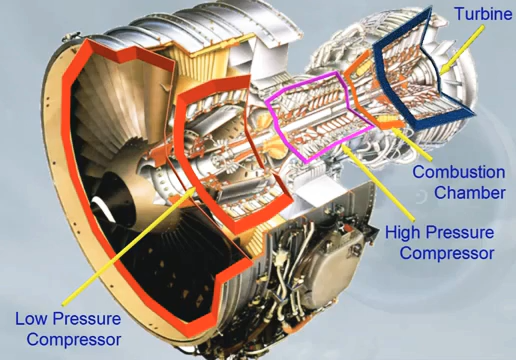 Turbine
Combustion
Chamber
High Pressure
Compressor
Low Pressure
Compressor